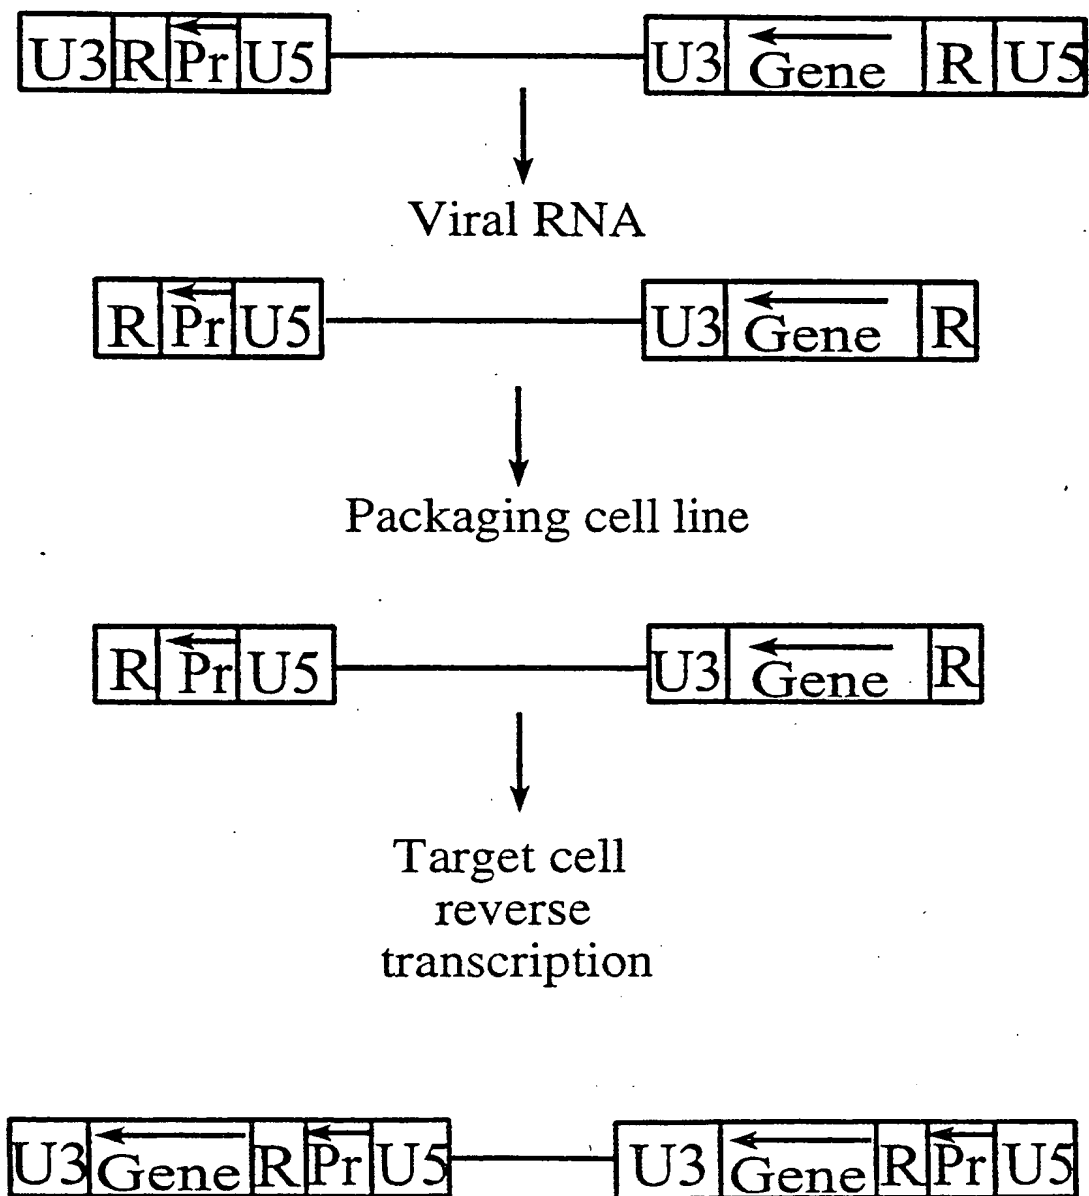 U3 R Pr U5 U3 Gene R U5
Viral RNA
R Pr U5 U3 Gene R
Packaging cell line
R Pr U5 U3 Gene R
Target cell
reverse
transcription
U3 Gene R Pr U5 U3 Gene R Pr U5